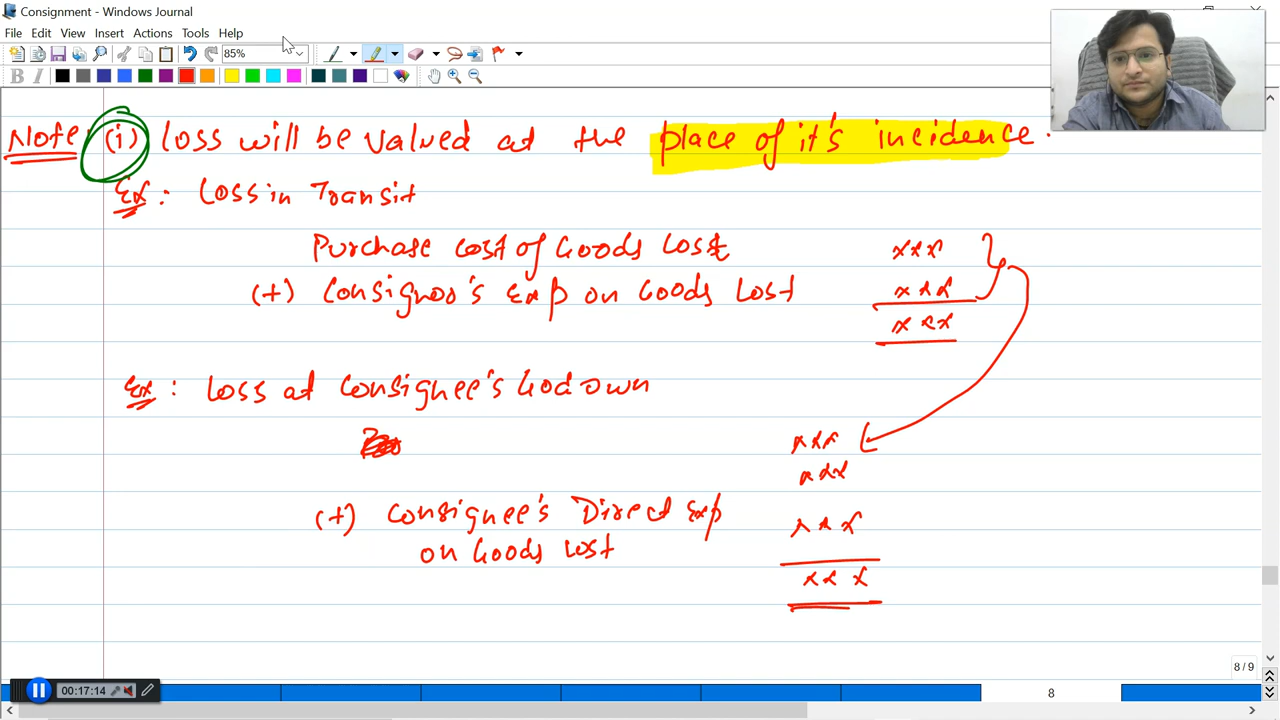 Consignment - Windows Journal
File Edit View Insert Actions Tools Help
85%
B I
Note: (i) Loss will be valued at the place of it's incidence.
Ex: Loss in Transit
Purchase cost of Goods Lost xxx
(+) Consignor's Exp on Goods Lost xxx
xxx
Ex: Loss at Consignee's Godown
xxx
xxx
(+) Consignee's Direct Exp xxx
on Goods Lost
xxx
8 / 9
00:17:14
8